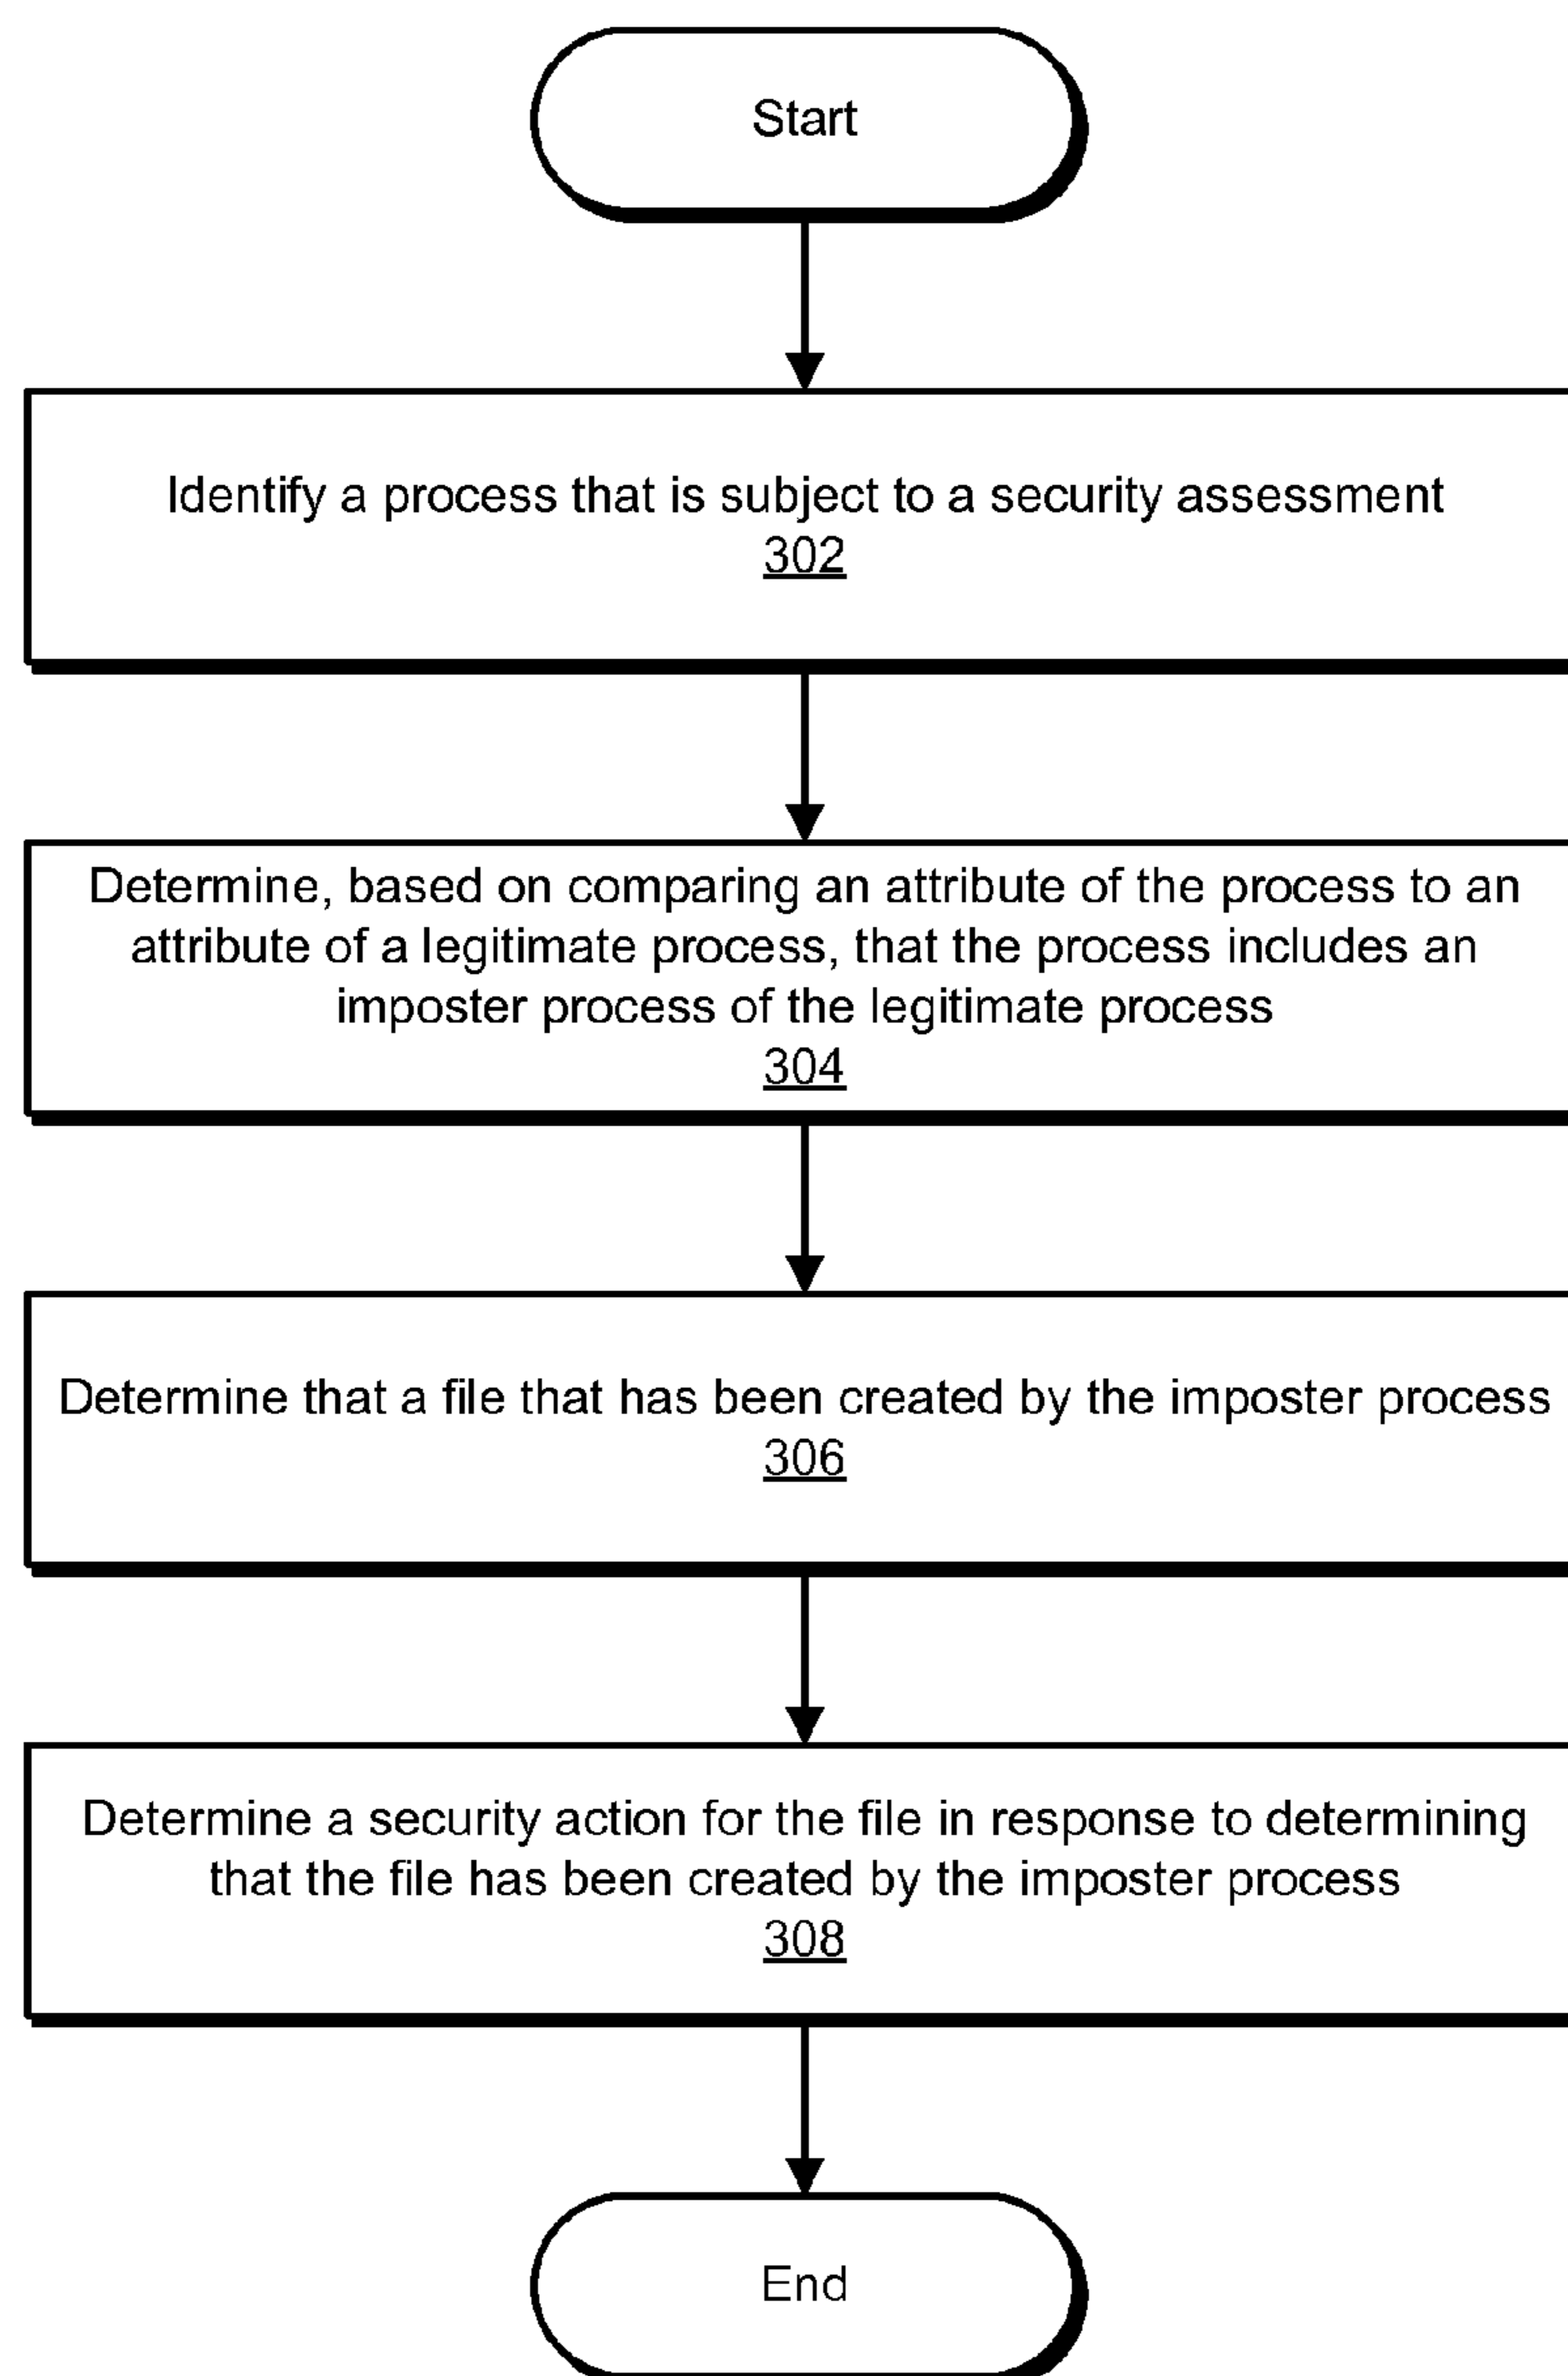 Start
Identify a process that is subject to a security assessment
302
Determine, based on comparing an attribute of the process to an
attribute of a legitimate process, that the process includes an
imposter process of the legitimate process
304
Determine that a file that has been created by the imposter process
306
Determine a security action for the file in response to determining
that the file has been created by the imposter process
308
End